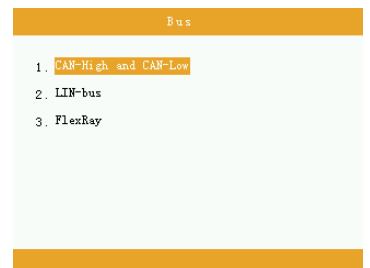 Bus
1. CAN-High and CAN-Low
2. LIN-bus
3. FlexRay